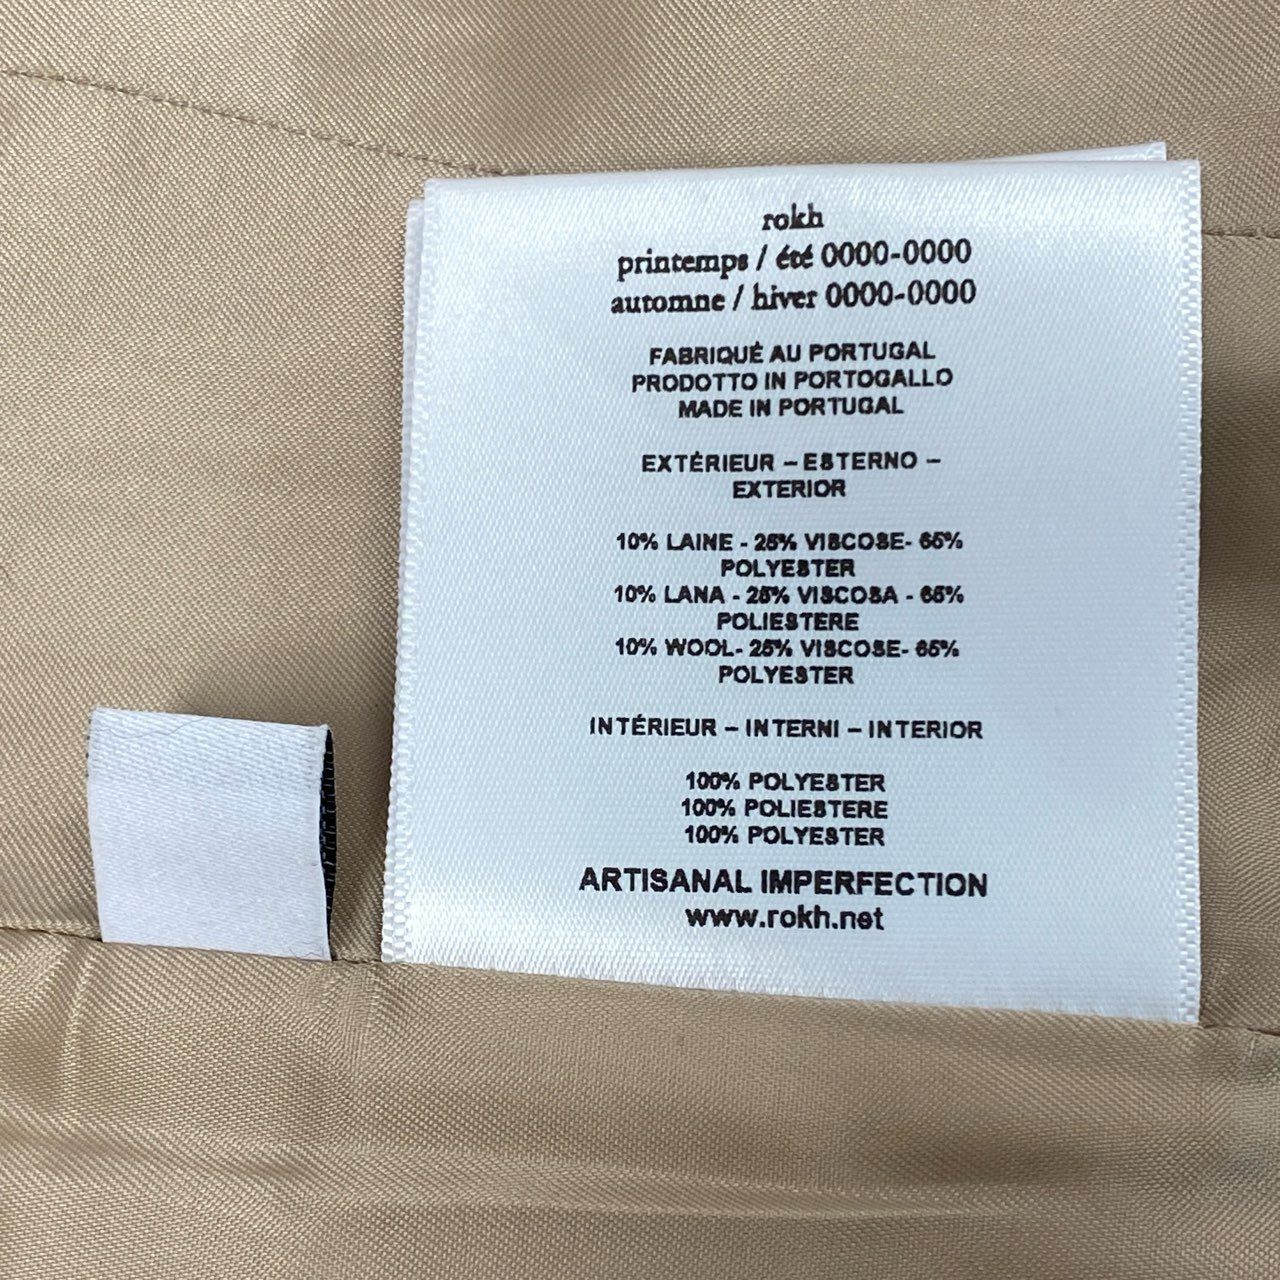 rokh
printemps / été 0000-0000
automne / hiver 0000-0000
FABRIQUÉ AU PORTUGAL
PRODOTTO IN PORTOGALLO
MADE IN PORTUGAL
EXTÉRIEUR – ESTERNO –
EXTERIOR
10% LAINE - 25% VISCOSE- 65%
POLYESTER
10% LANA - 25% VISCOSA - 65%
POLIESTERE
10% WOOL- 25% VISCOSE- 65%
POLYESTER
INTÉRIEUR – INTERNI – INTERIOR
100% POLYESTER
100% POLIESTERE
100% POLYESTER
ARTISANAL IMPERFECTION
www.rokh.net